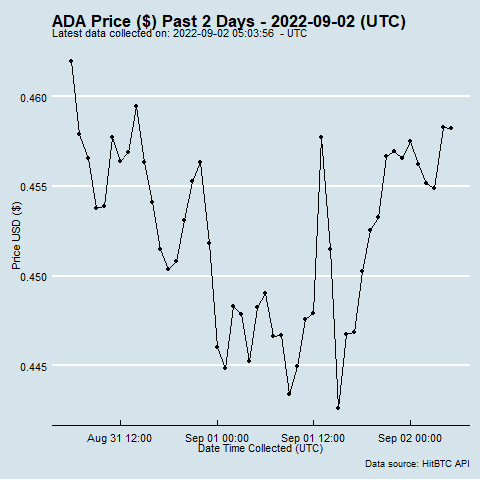 ADA Price ($) Past 2 Days - 2022-09-02 (UTC)
Latest data collected on: 2022-09-02 05:03:56  - UTC
0.460
0.455
0.450
0.445
Price USD ($)
Aug 31 12:00
Sep 01 00:00
Sep 01 12:00
Sep 02 00:00
Date Time Collected (UTC)
Data source: HitBTC API